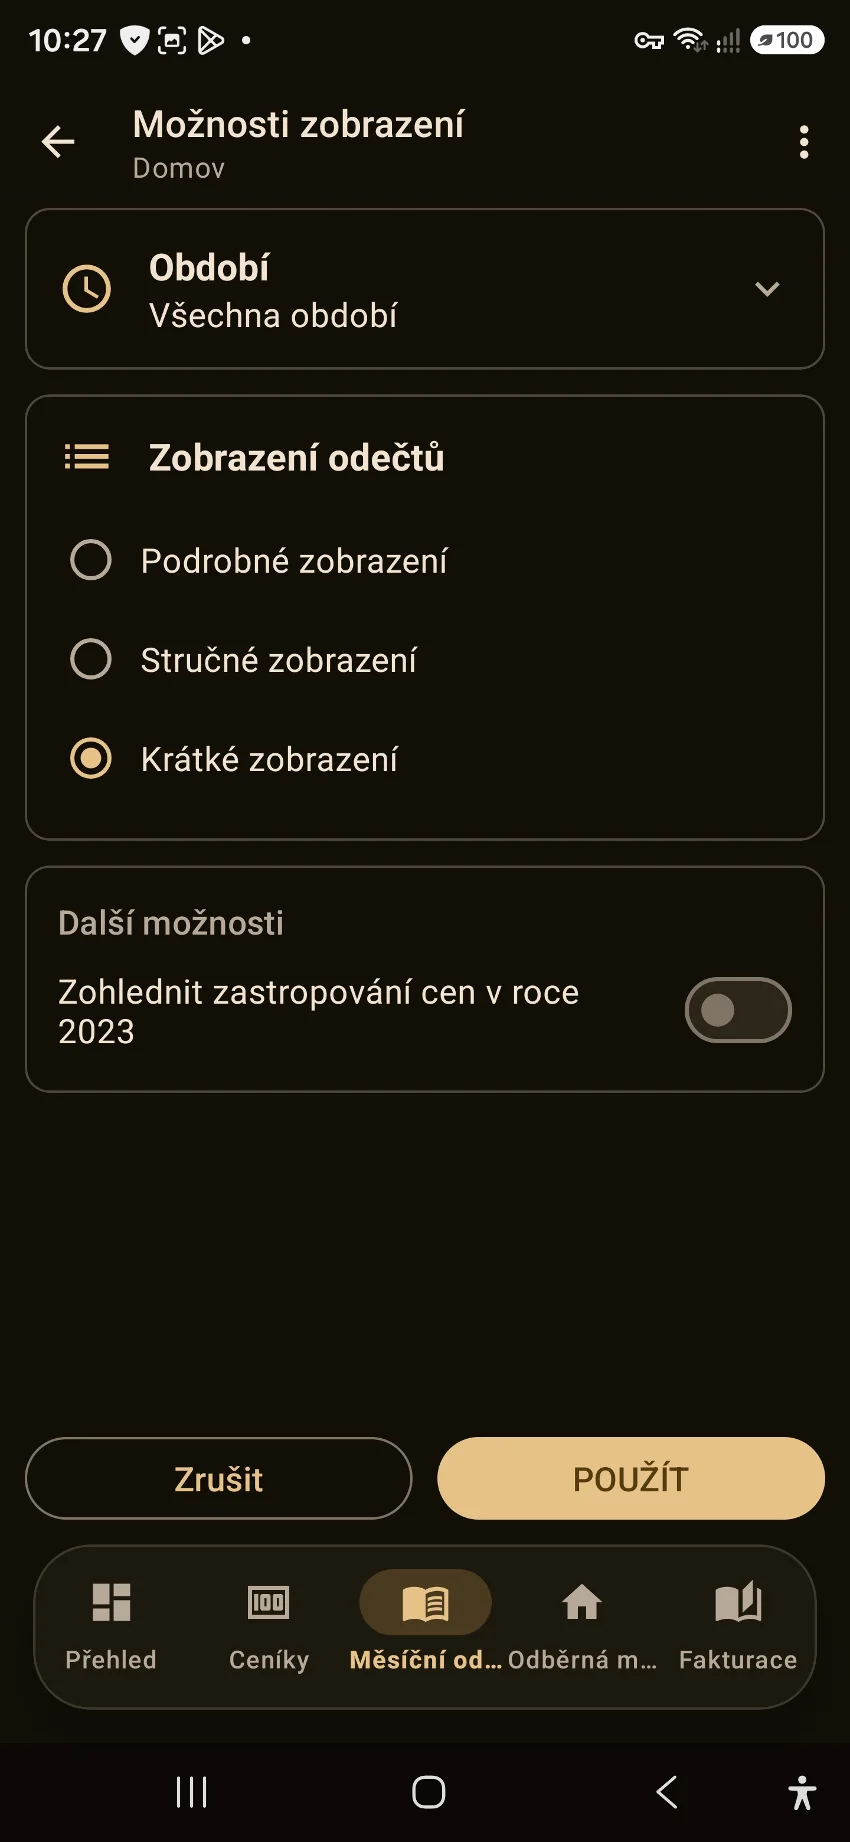 10:27
100
Možnosti zobrazení
Domov
Období
Všechna období
Zobrazení odečtů
Podrobné zobrazení
Stručné zobrazení
Krátké zobrazení
Další možnosti
Zohlednit zastropování cen v roce
2023
Zrušit
POUŽÍT
100
Přehled
Ceníky
Měsíční od...
Odběrná m...
Fakturace